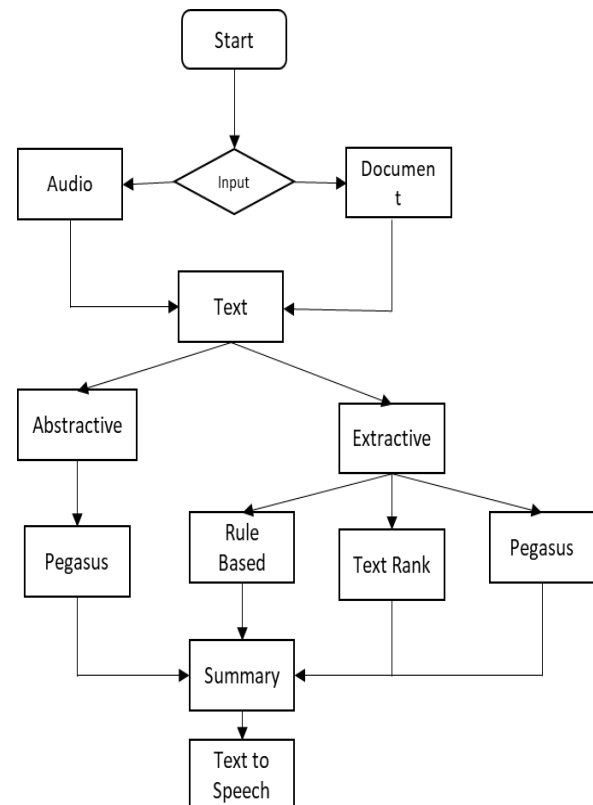 Start
Audio
Input
Documen
t
Text
Abstractive
Extractive
Pegasus
Rule
Based
Text Rank
Pegasus
Summary
Text to
Speech